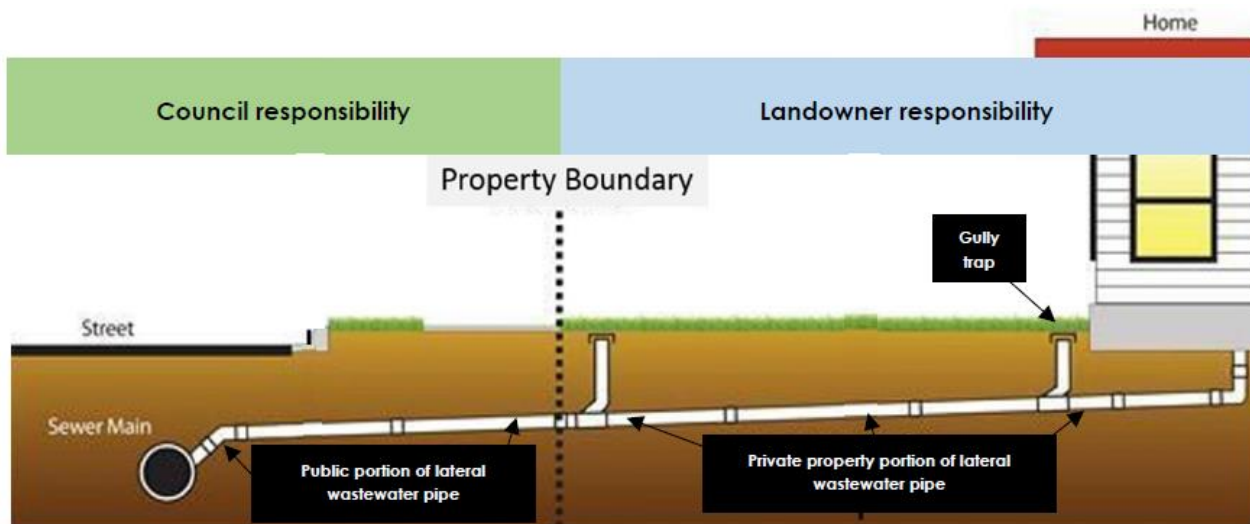 Home
Council responsibility
Landowner responsibility
Property Boundary
Gully
trap
Street
Sewer Main
Public portion of lateral
wastewater pipe
Private property portion of lateral
wastewater pipe